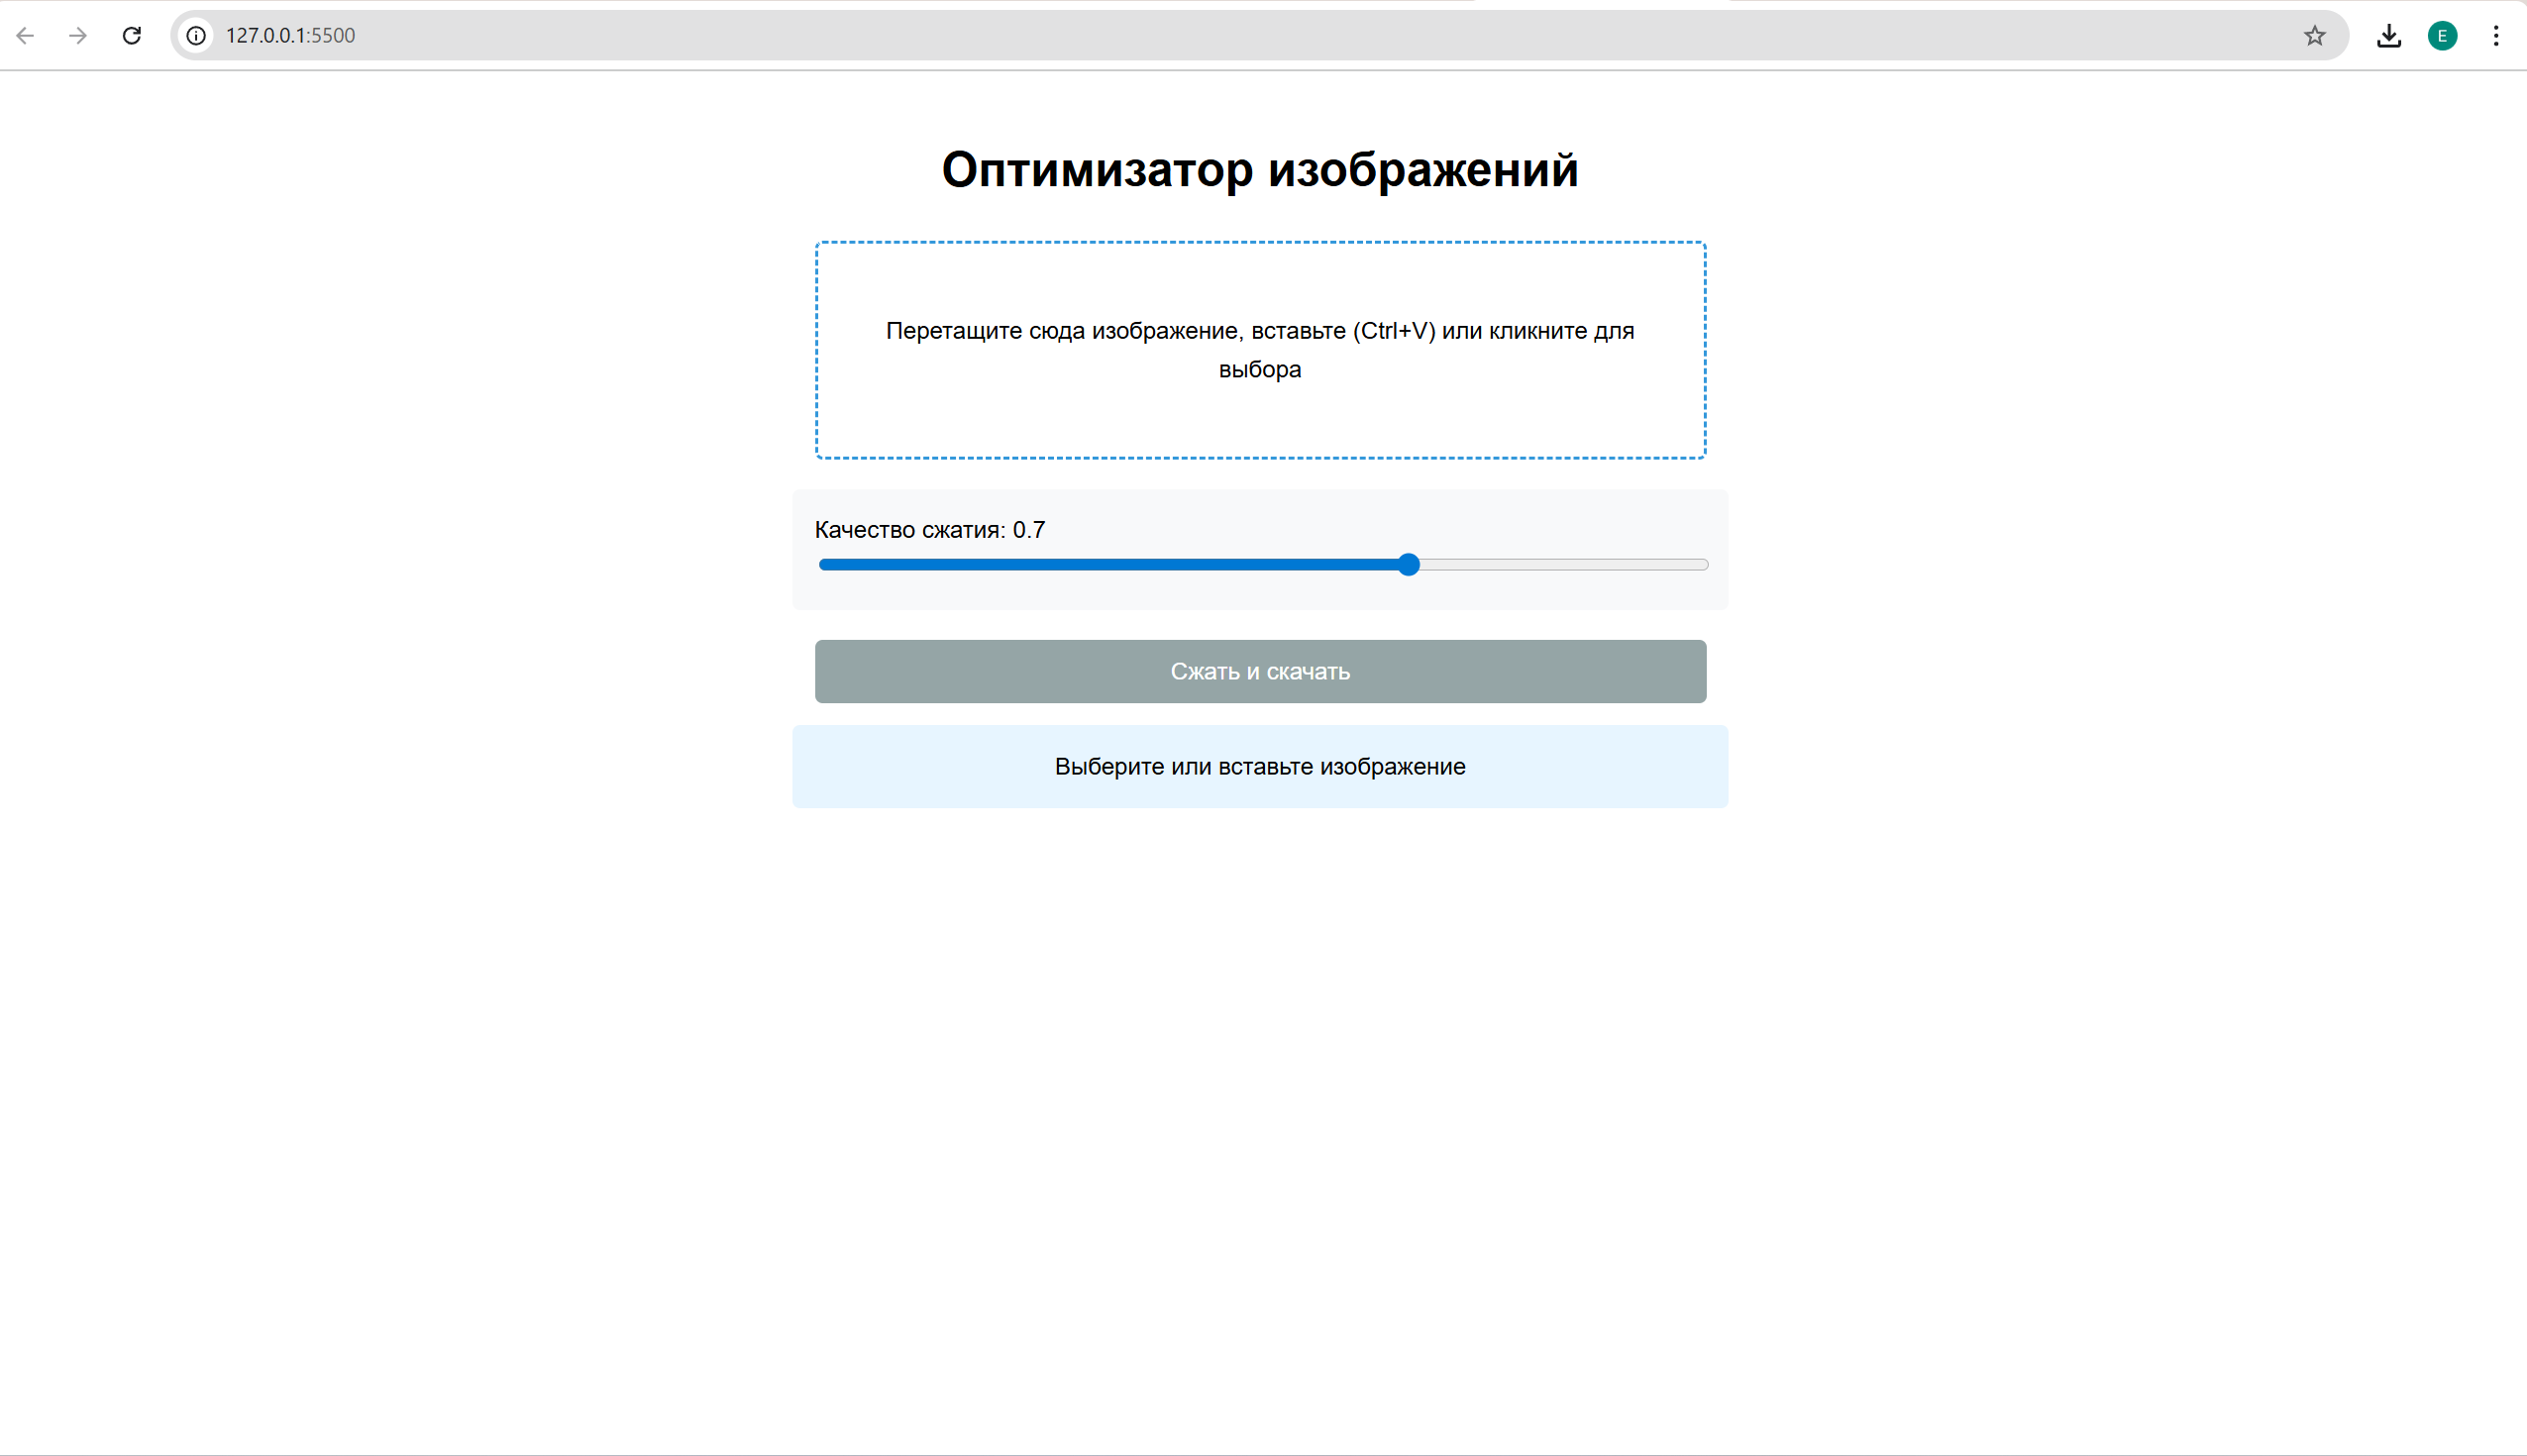 127.0.0.1:5500
E
Оптимизатор изображений
Перетащите сюда изображение, вставьте (Ctrl+V) или кликните для
выбора
Качество сжатия: 0.7
Сжать и скачать
Выберите или вставьте изображение